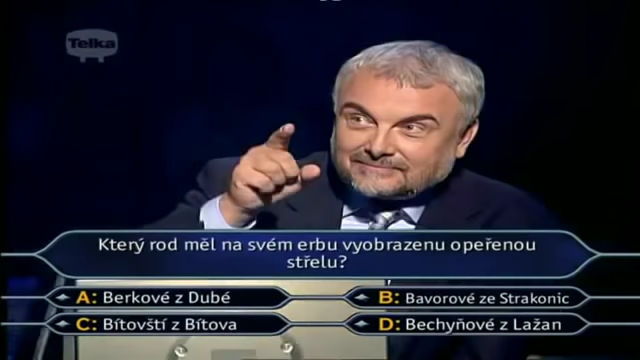 Telka
Který rod měl na svém erbu vyobrazenu opeřenou
střelu?
A: Berkové z Dubé
B: Bavorové ze Strakonic
C: Bítovští z Bítova
D: Bechyňové z Lažan